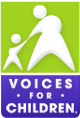 VOICES
· FOR ·
CHILDREN.